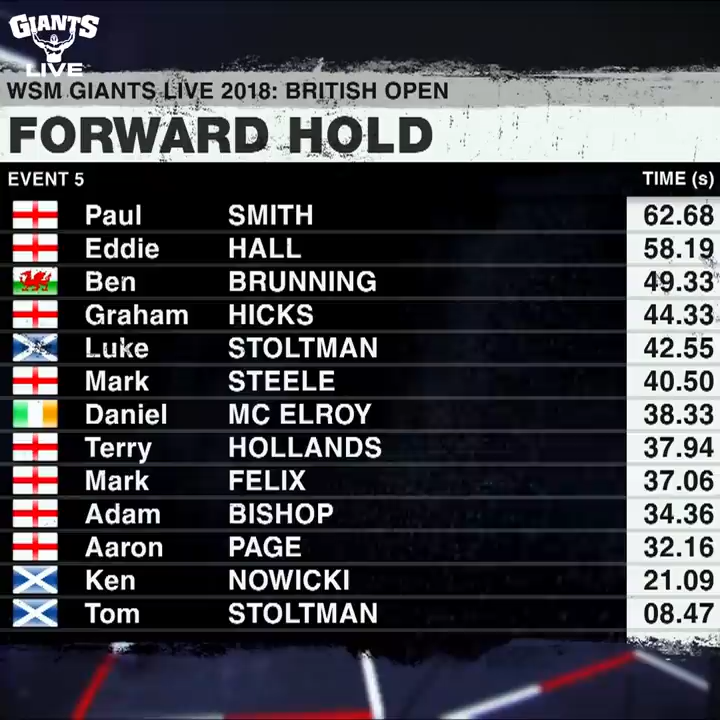 GIANTS
LIVE
WSM GIANTS LIVE 2018: BRITISH OPEN
FORWARD HOLD
EVENT 5 TIME (s)
Paul SMITH 62.68
Eddie HALL 58.19
Ben BRUNNING 49.33
Graham HICKS 44.33
Luke STOLTMAN 42.55
Mark STEELE 40.50
Daniel MC ELROY 38.33
Terry HOLLANDS 37.94
Mark FELIX 37.06
Adam BISHOP 34.36
Aaron PAGE 32.16
Ken NOWICKI 21.09
Tom STOLTMAN 08.47